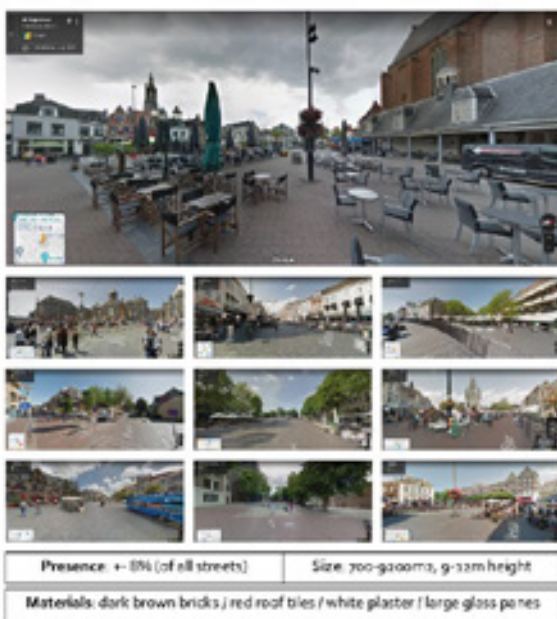 Presence: +- 8% (of all streets)
Size: 700-9200m2, 9-12m height
Materials: dark brown bricks / red roof tiles / white plaster / large glass panes